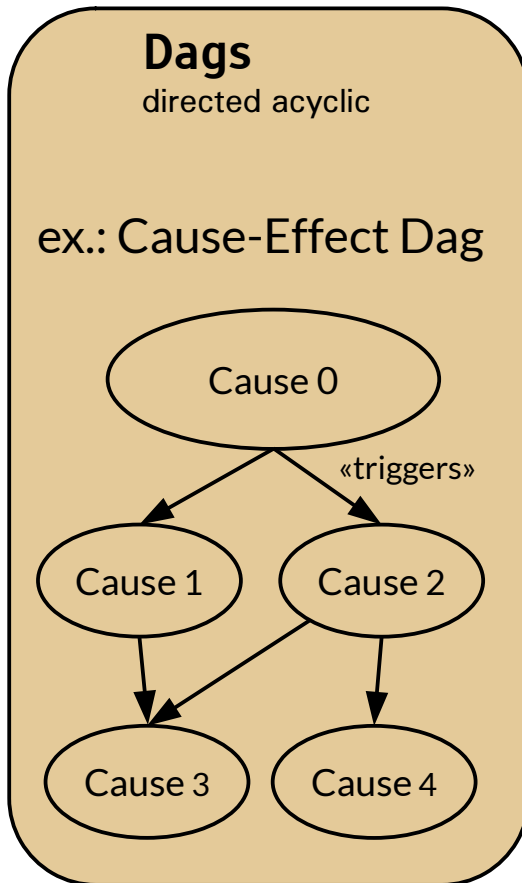 Dags
directed acyclic
ex.: Cause-Effect Dag
Cause 0
«triggers»
Cause 1
Cause 2
Cause 3
Cause 4